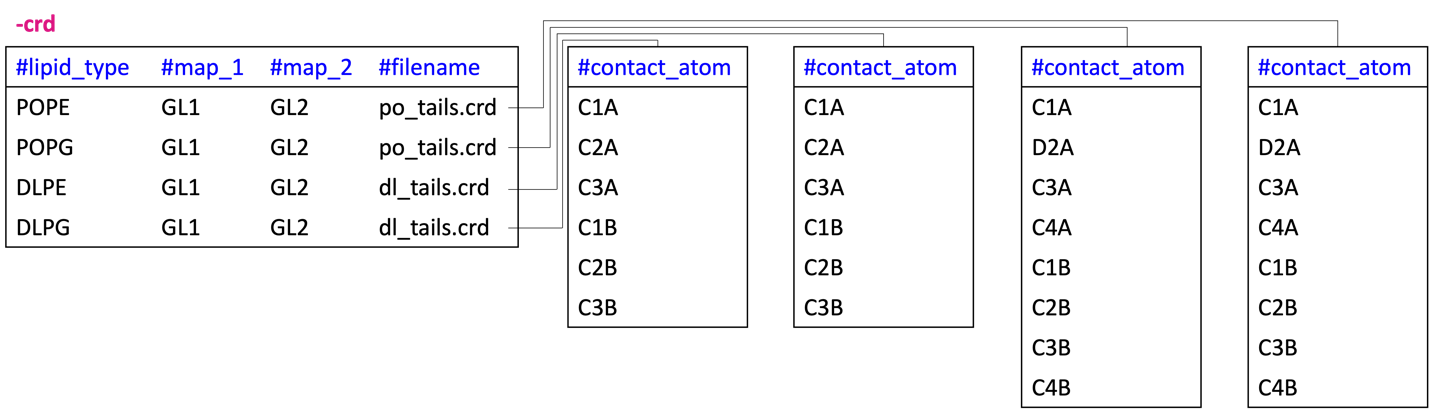 -crd
#lipid_type #map_1 #map_2 #filename
POPE GL1 GL2 po_tails.crd
POPG GL1 GL2 po_tails.crd
DLPE GL1 GL2 dl_tails.crd
DLPG GL1 GL2 dl_tails.crd
#contact_atom
C1A
C2A
C3A
C1B
C2B
C3B
#contact_atom
C1A
C2A
C3A
C1B
C2B
C3B
#contact_atom
C1A
D2A
C3A
C4A
C1B
C2B
C3B
C4B
#contact_atom
C1A
D2A
C3A
C4A
C1B
C2B
C3B
C4B